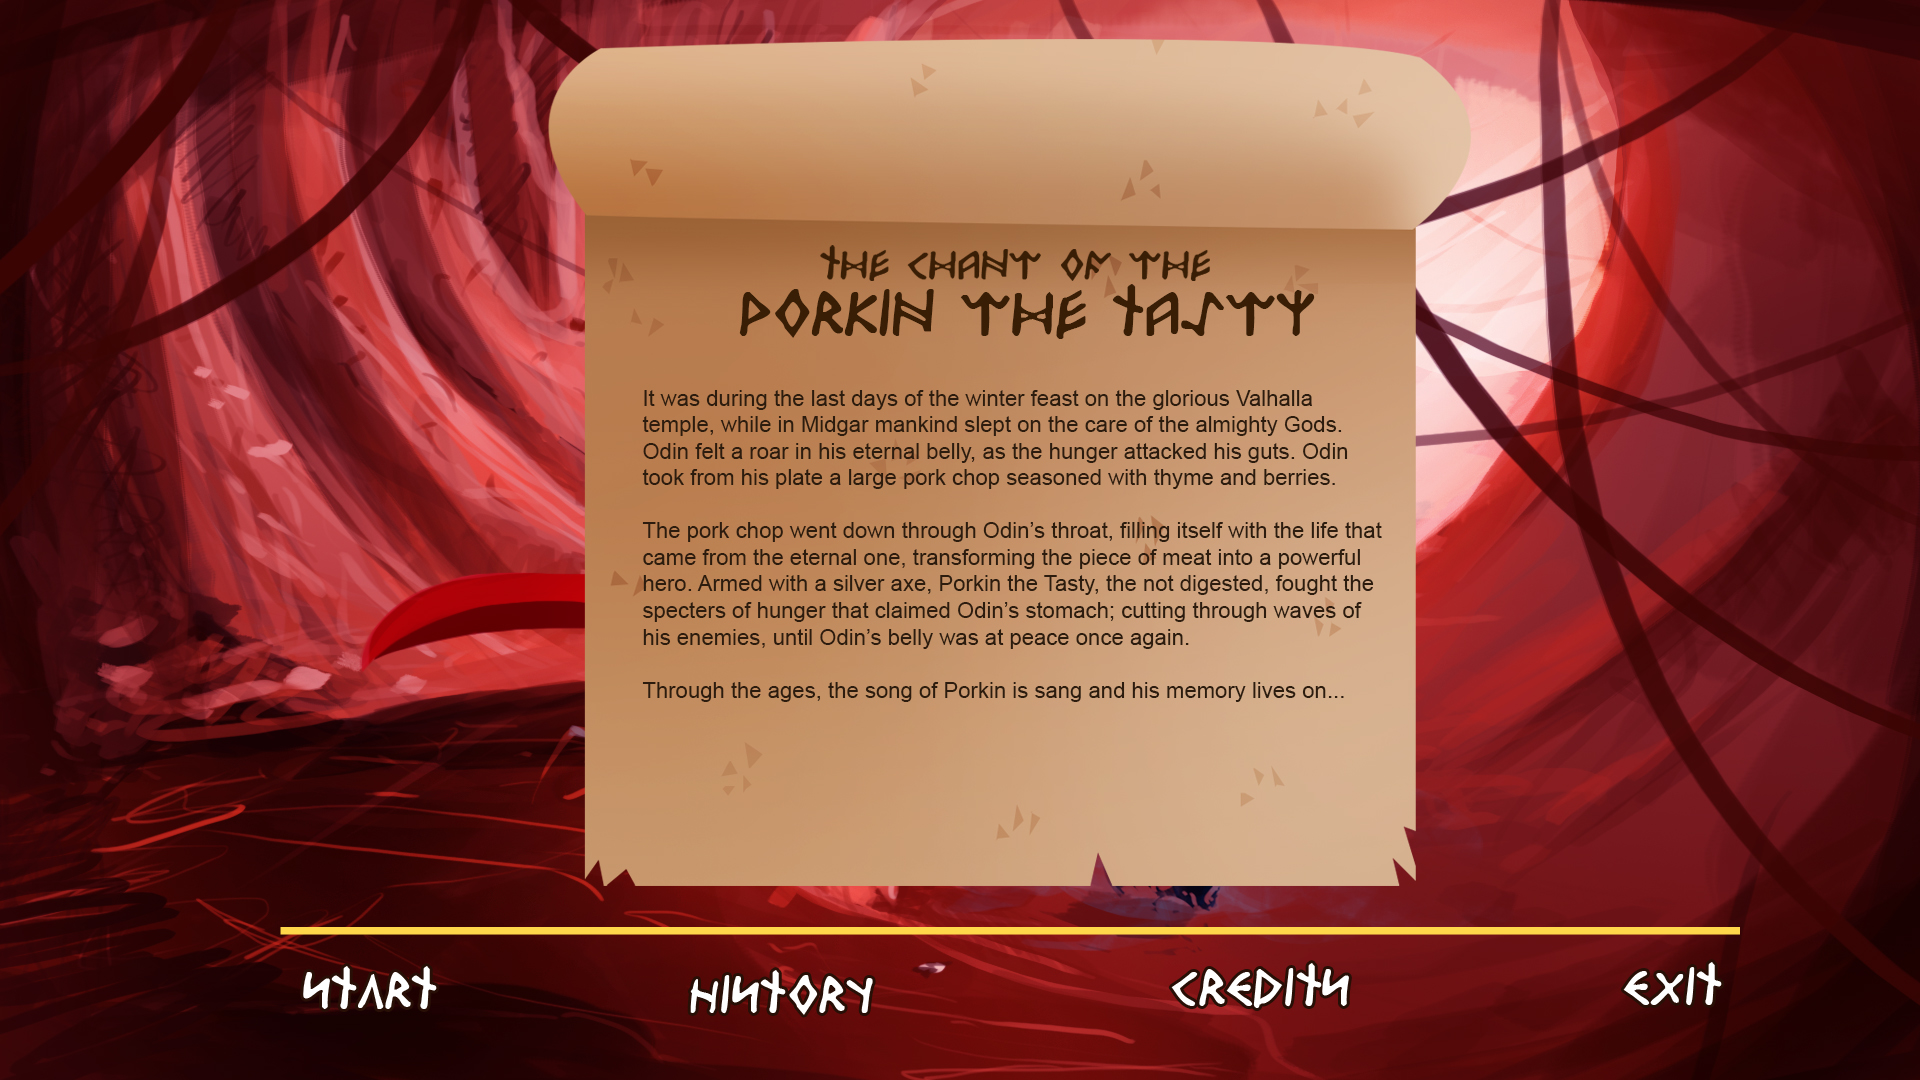 THE CHANT OF THE
PORKIN THE TASTY
It was during the last days of the winter feast on the glorious Valhalla
temple, while in Midgar mankind slept on the care of the almighty Gods.
Odin felt a roar in his eternal belly, as the hunger attacked his guts. Odin
took from his plate a large pork chop seasoned with thyme and berries.
The pork chop went down through Odin’s throat, filling itself with the life that
came from the eternal one, transforming the piece of meat into a powerful
hero. Armed with a silver axe, Porkin the Tasty, the not digested, fought the
specters of hunger that claimed Odin’s stomach; cutting through waves of
his enemies, until Odin’s belly was at peace once again.
Through the ages, the song of Porkin is sang and his memory lives on...
START HISTORY CREDITS EXIT